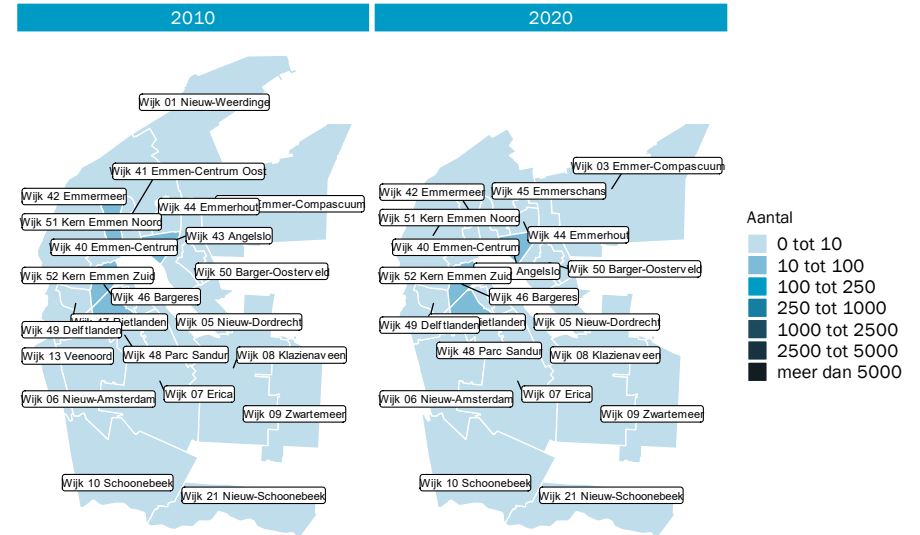 2010
Wijk 01 Nieuw-Weerdinge
Wijk 41 Emmen-Centrum Oost
Wijk 42 Emmermeer
Wijk 44 Emmerhout
mmer-Compascuum
Wijk 51 Kern Emmen Noord
Wijk 43 Angelslo
Wijk 40 Emmen-Centrum
Wijk 52 Kern Emmen Zuid
Wijk 50 Barger-Oosterveld
Wijk 46 Bargeres
Wijk 47 Rietlanden
Wijk 05 Nieuw-Dordrecht
Wijk 49 Delftlanden
Wijk 13 Veenoord
Wijk 48 Parc Sandur
Wijk 08 Klazienaveen
Wijk 06 Nieuw-Amsterdam
Wijk 07 Erica
Wijk 09 Zwartemeer
Wijk 10 Schoonebeek
Wijk 21 Nieuw-Schoonebeek
2020
Wijk 03 Emmer-Compascuum
Wijk 42 Emmermeer
Wijk 45 Emmerschans
Wijk 51 Kern Emmen Noord
Wijk 44 Emmerhout
Wijk 40 Emmen-Centrum
Angelslo
Wijk 50 Barger-Oosterveld
Wijk 52 Kern Emmen Zuid
Wijk 46 Bargeres
Wijk 49 Delftlanden
ietlanden
Wijk 05 Nieuw-Dordrecht
Wijk 48 Parc Sandur
Wijk 08 Klazienaveen
Wijk 06 Nieuw-Amsterdam
Wijk 07 Erica
Wijk 09 Zwartemeer
Wijk 10 Schoonebeek
Wijk 21 Nieuw-Schoonebeek
Aantal
0 tot 10
10 tot 100
100 tot 250
250 tot 1000
1000 tot 2500
2500 tot 5000
meer dan 5000